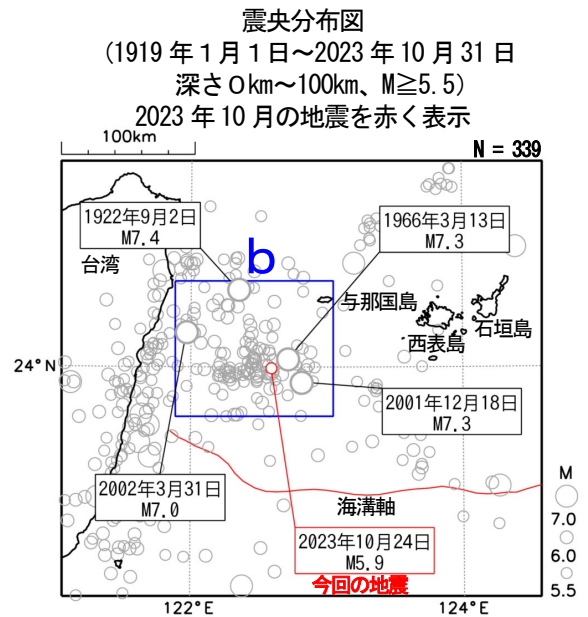 震央分布図
(1919年１月１日～2023年10月31日
深さ０km～100km、M≧5.5)
2023年10月の地震を赤く表示
100km
N = 339
1922年9月2日
M7.4
1966年3月13日
M7.3
b
台湾
与那国島
石垣島
西表島
24°N
2001年12月18日
M7.3
2002年3月31日
M7.0
海溝軸
M
7.0
6.0
5.5
2023年10月24日
M5.9
今回の地震
122°E
124°E